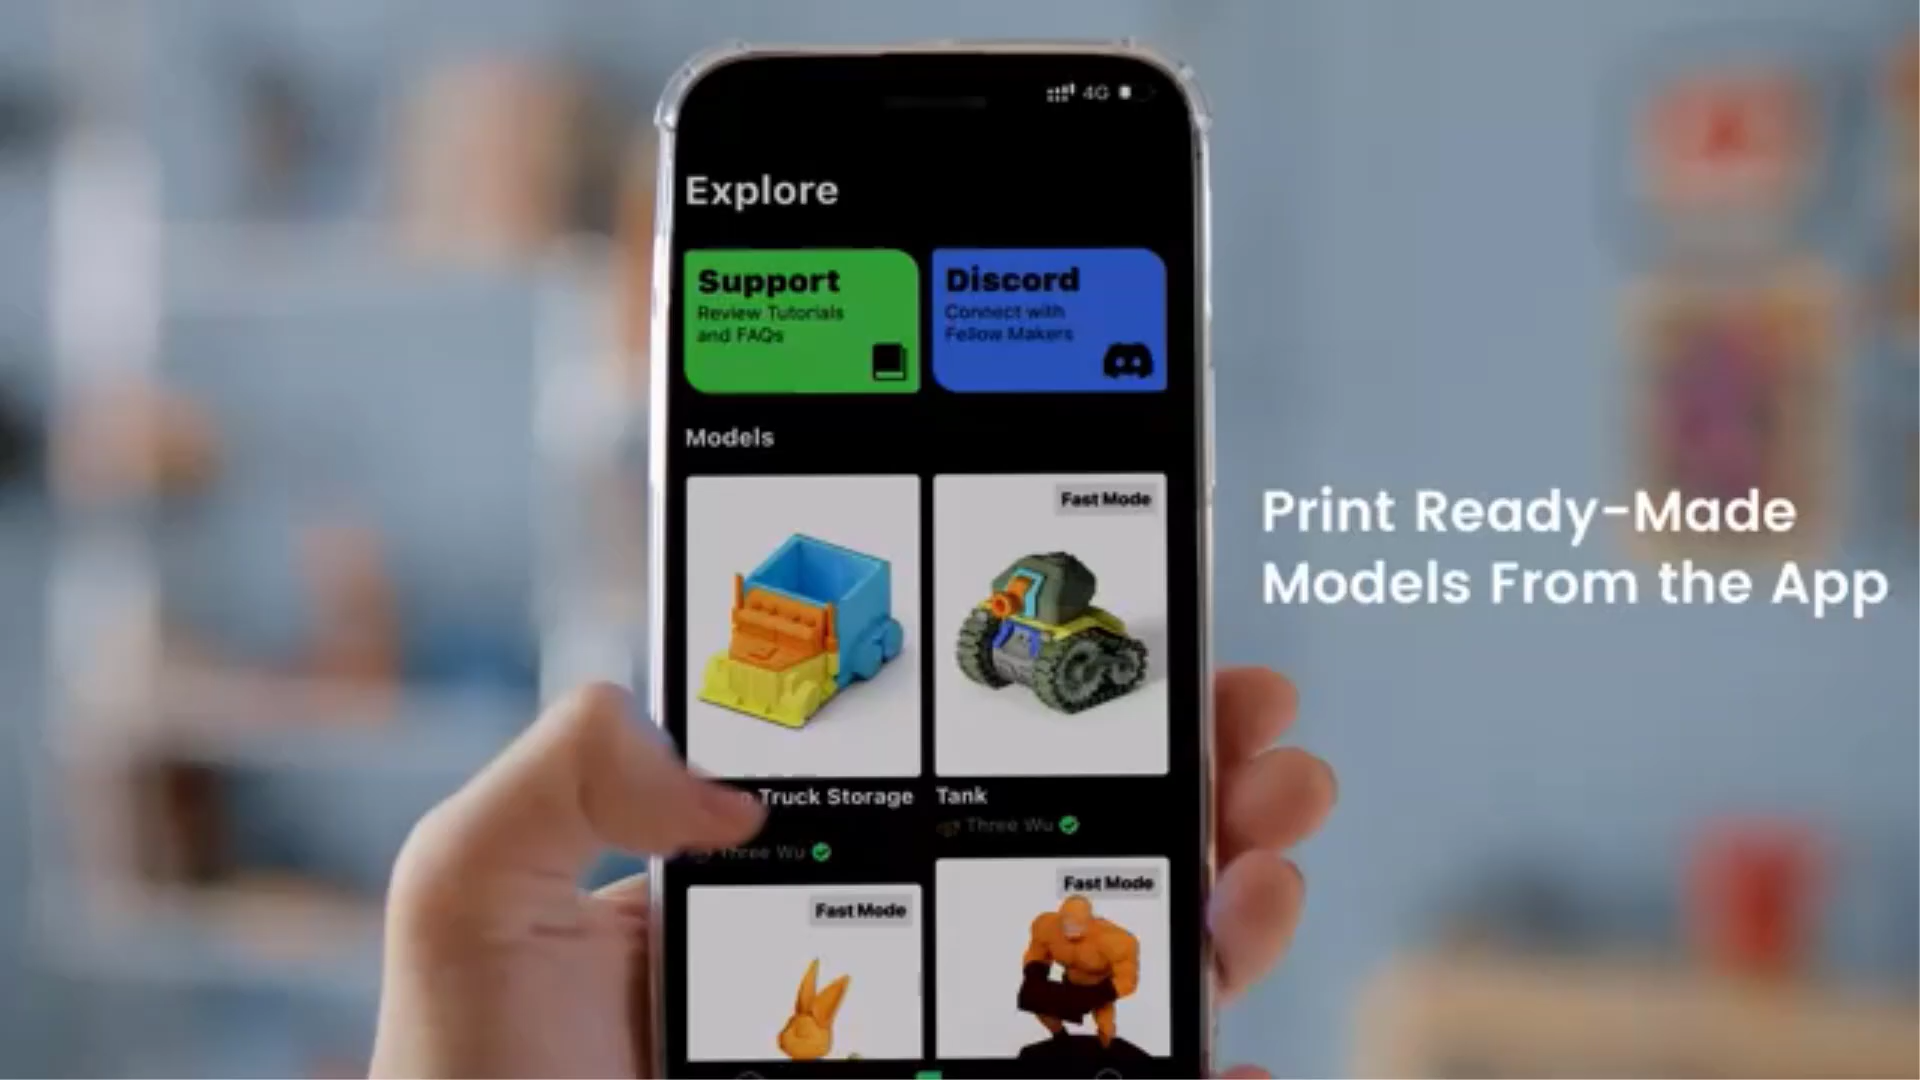 4G
Explore
Support
Review Tutorials
and FAQs
Discord
Connect with
Fellow Makers
Models
Fast Mode
Print Ready-Made
Models From the App
Truck Storage
Tank
Three Wu
Three Wu
Fast Mode
Fast Mode